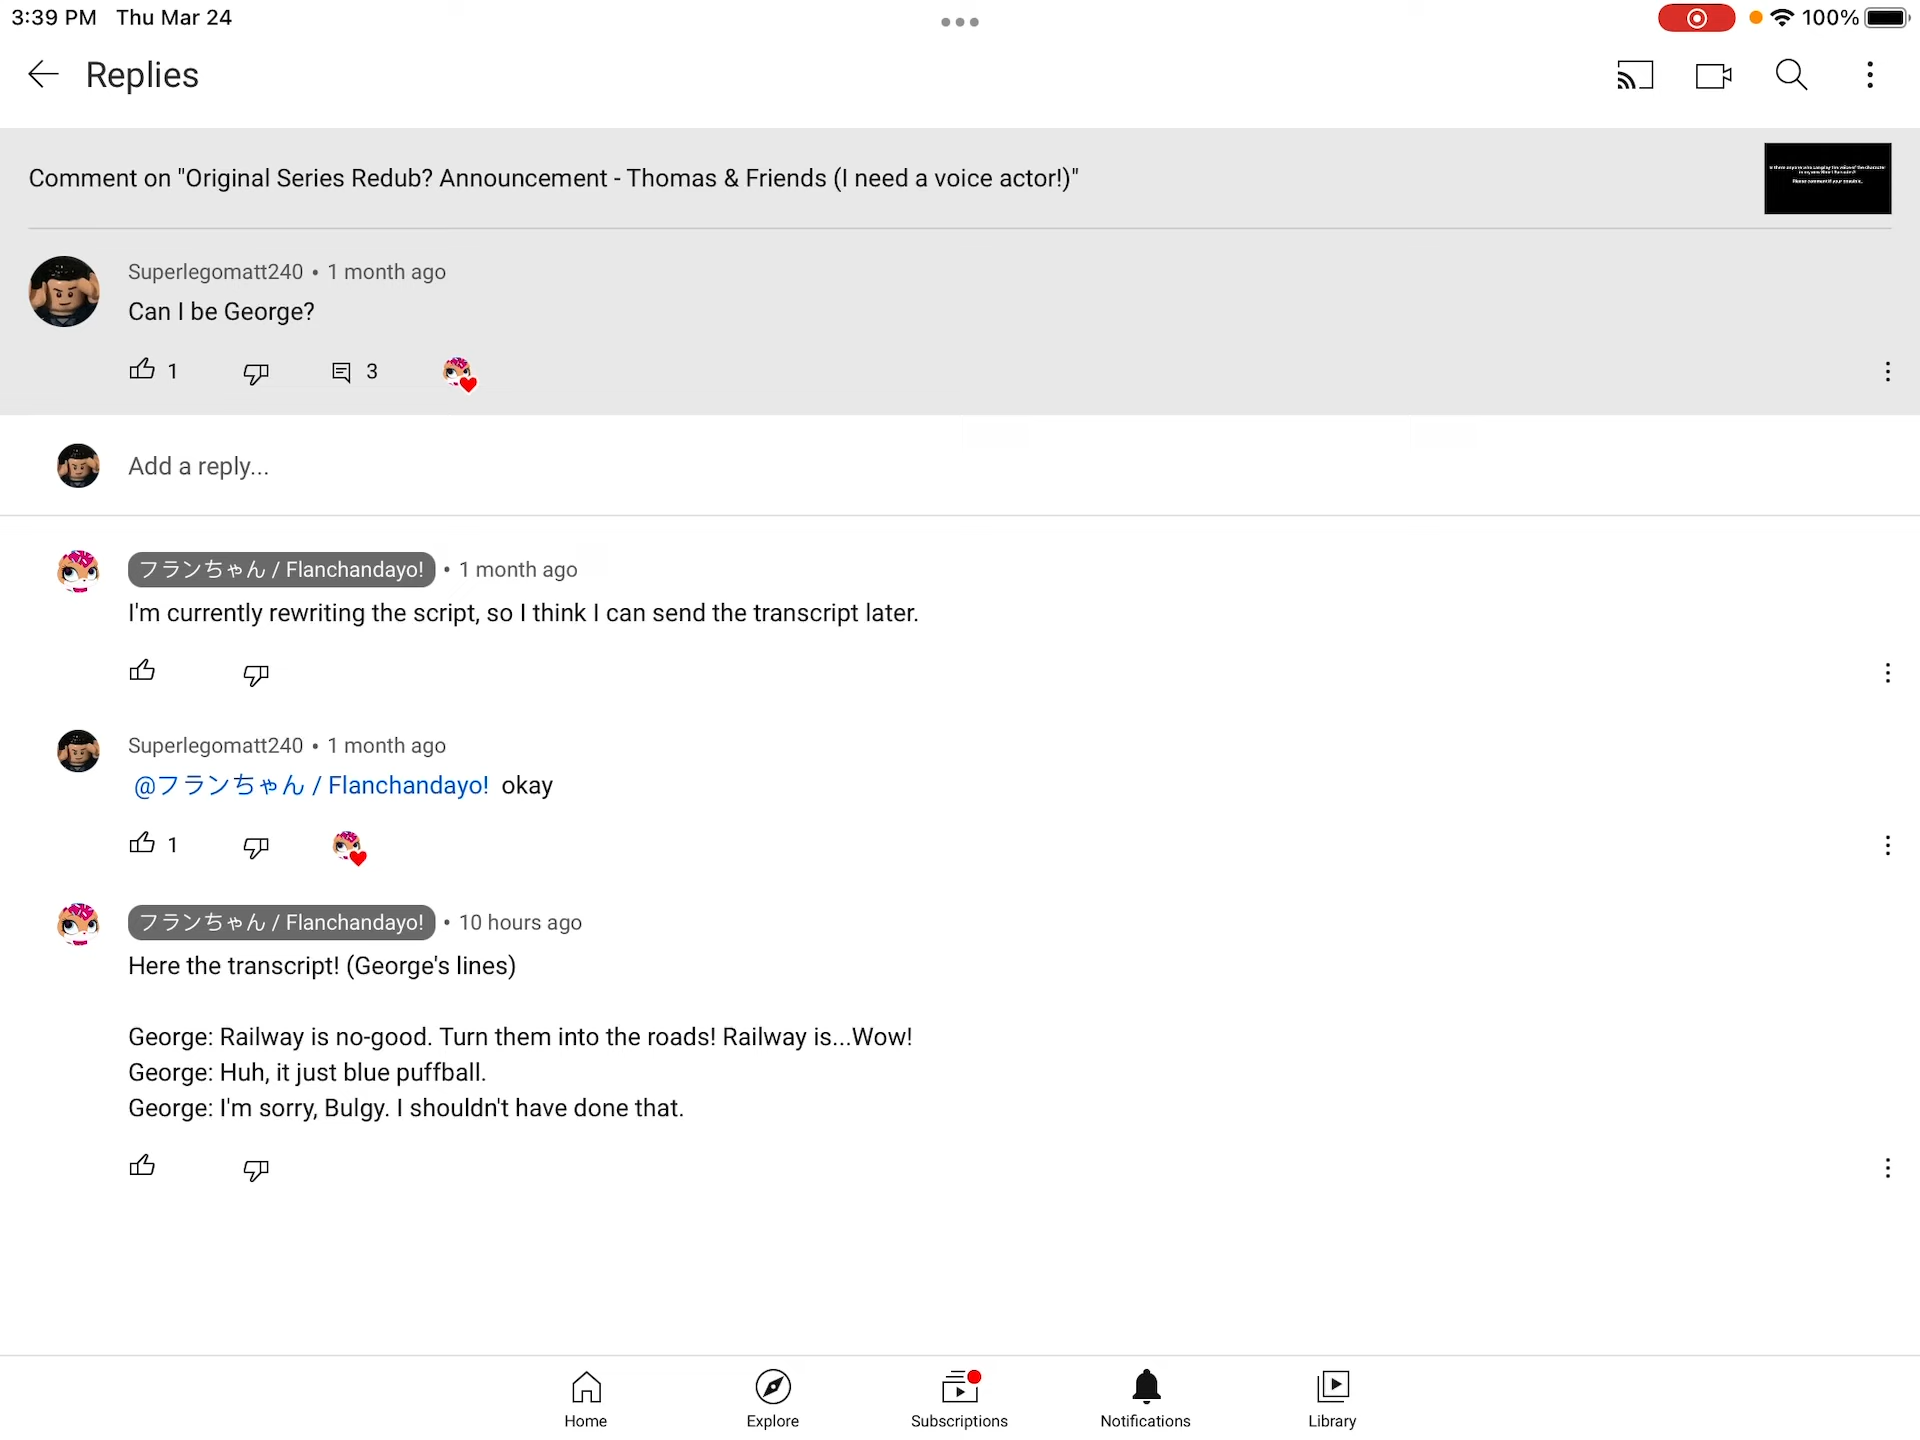 3:39 PM Thu Mar 24
100%
Replies
Comment on "Original Series Redub? Announcement - Thomas & Friends (I need a voice actor!)"
Superlegomatt240 • 1 month ago
Can I be George?
1
3
Add a reply...
フランちゃん / Flanchandayo! • 1 month ago
I'm currently rewriting the script, so I think I can send the transcript later.
Superlegomatt240 • 1 month ago
@フランちゃん / Flanchandayo! okay
1
フランちゃん / Flanchandayo! • 10 hours ago
Here the transcript! (George's lines)
George: Railway is no-good. Turn them into the roads! Railway is...Wow!
George: Huh, it just blue puffball.
George: I'm sorry, Bulgy. I shouldn't have done that.
Home
Explore
Subscriptions
Notifications
Library